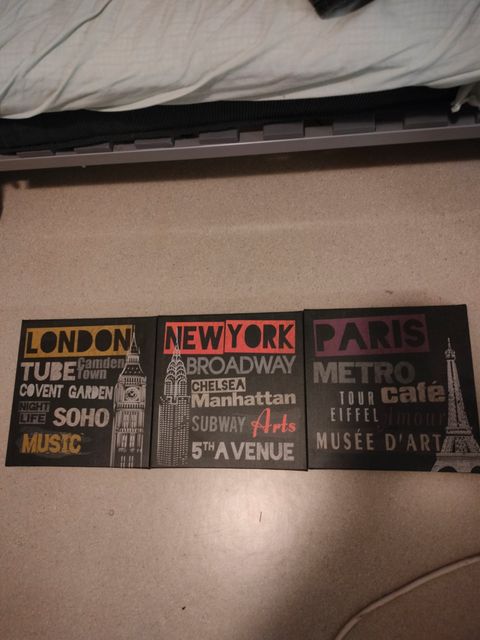 LONDON
TUBE Camden Town
COVENT GARDEN
NIGHT LIFE SOHO
MUSIC
NEW YORK
BROADWAY
CHELSEA
Manhattan
SUBWAY Arts
5TH AVENUE
PARIS
METRO
TOUR Café
EIFFEL Amour
MUSÉE D'ART